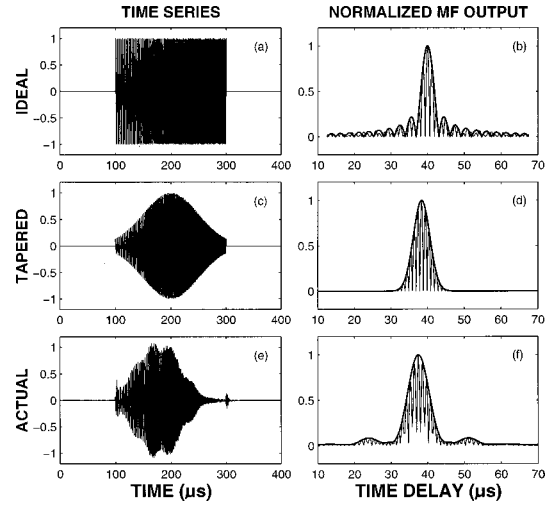 TIME SERIES
NORMALIZED MF OUTPUT
IDEAL
1
0.5
0
−0.5
−1
(a)
0 100 200 300 400
1
0.5
0
(b)
10 20 30 40 50 60 70
TAPERED
1
0.5
0
−0.5
−1
(c)
0 100 200 300 400
1
0.5
0
(d)
10 20 30 40 50 60 70
ACTUAL
1
0.5
0
−0.5
−1
(e)
0 100 200 300 400
TIME (µs)
1
0.5
0
(f)
10 20 30 40 50 60 70
TIME DELAY (µs)